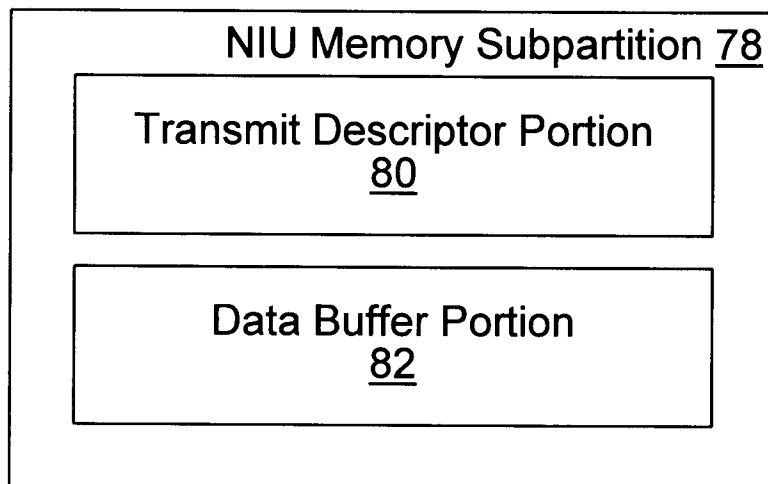 NIU Memory Subpartition 78
Transmit Descriptor Portion
80
Data Buffer Portion
82